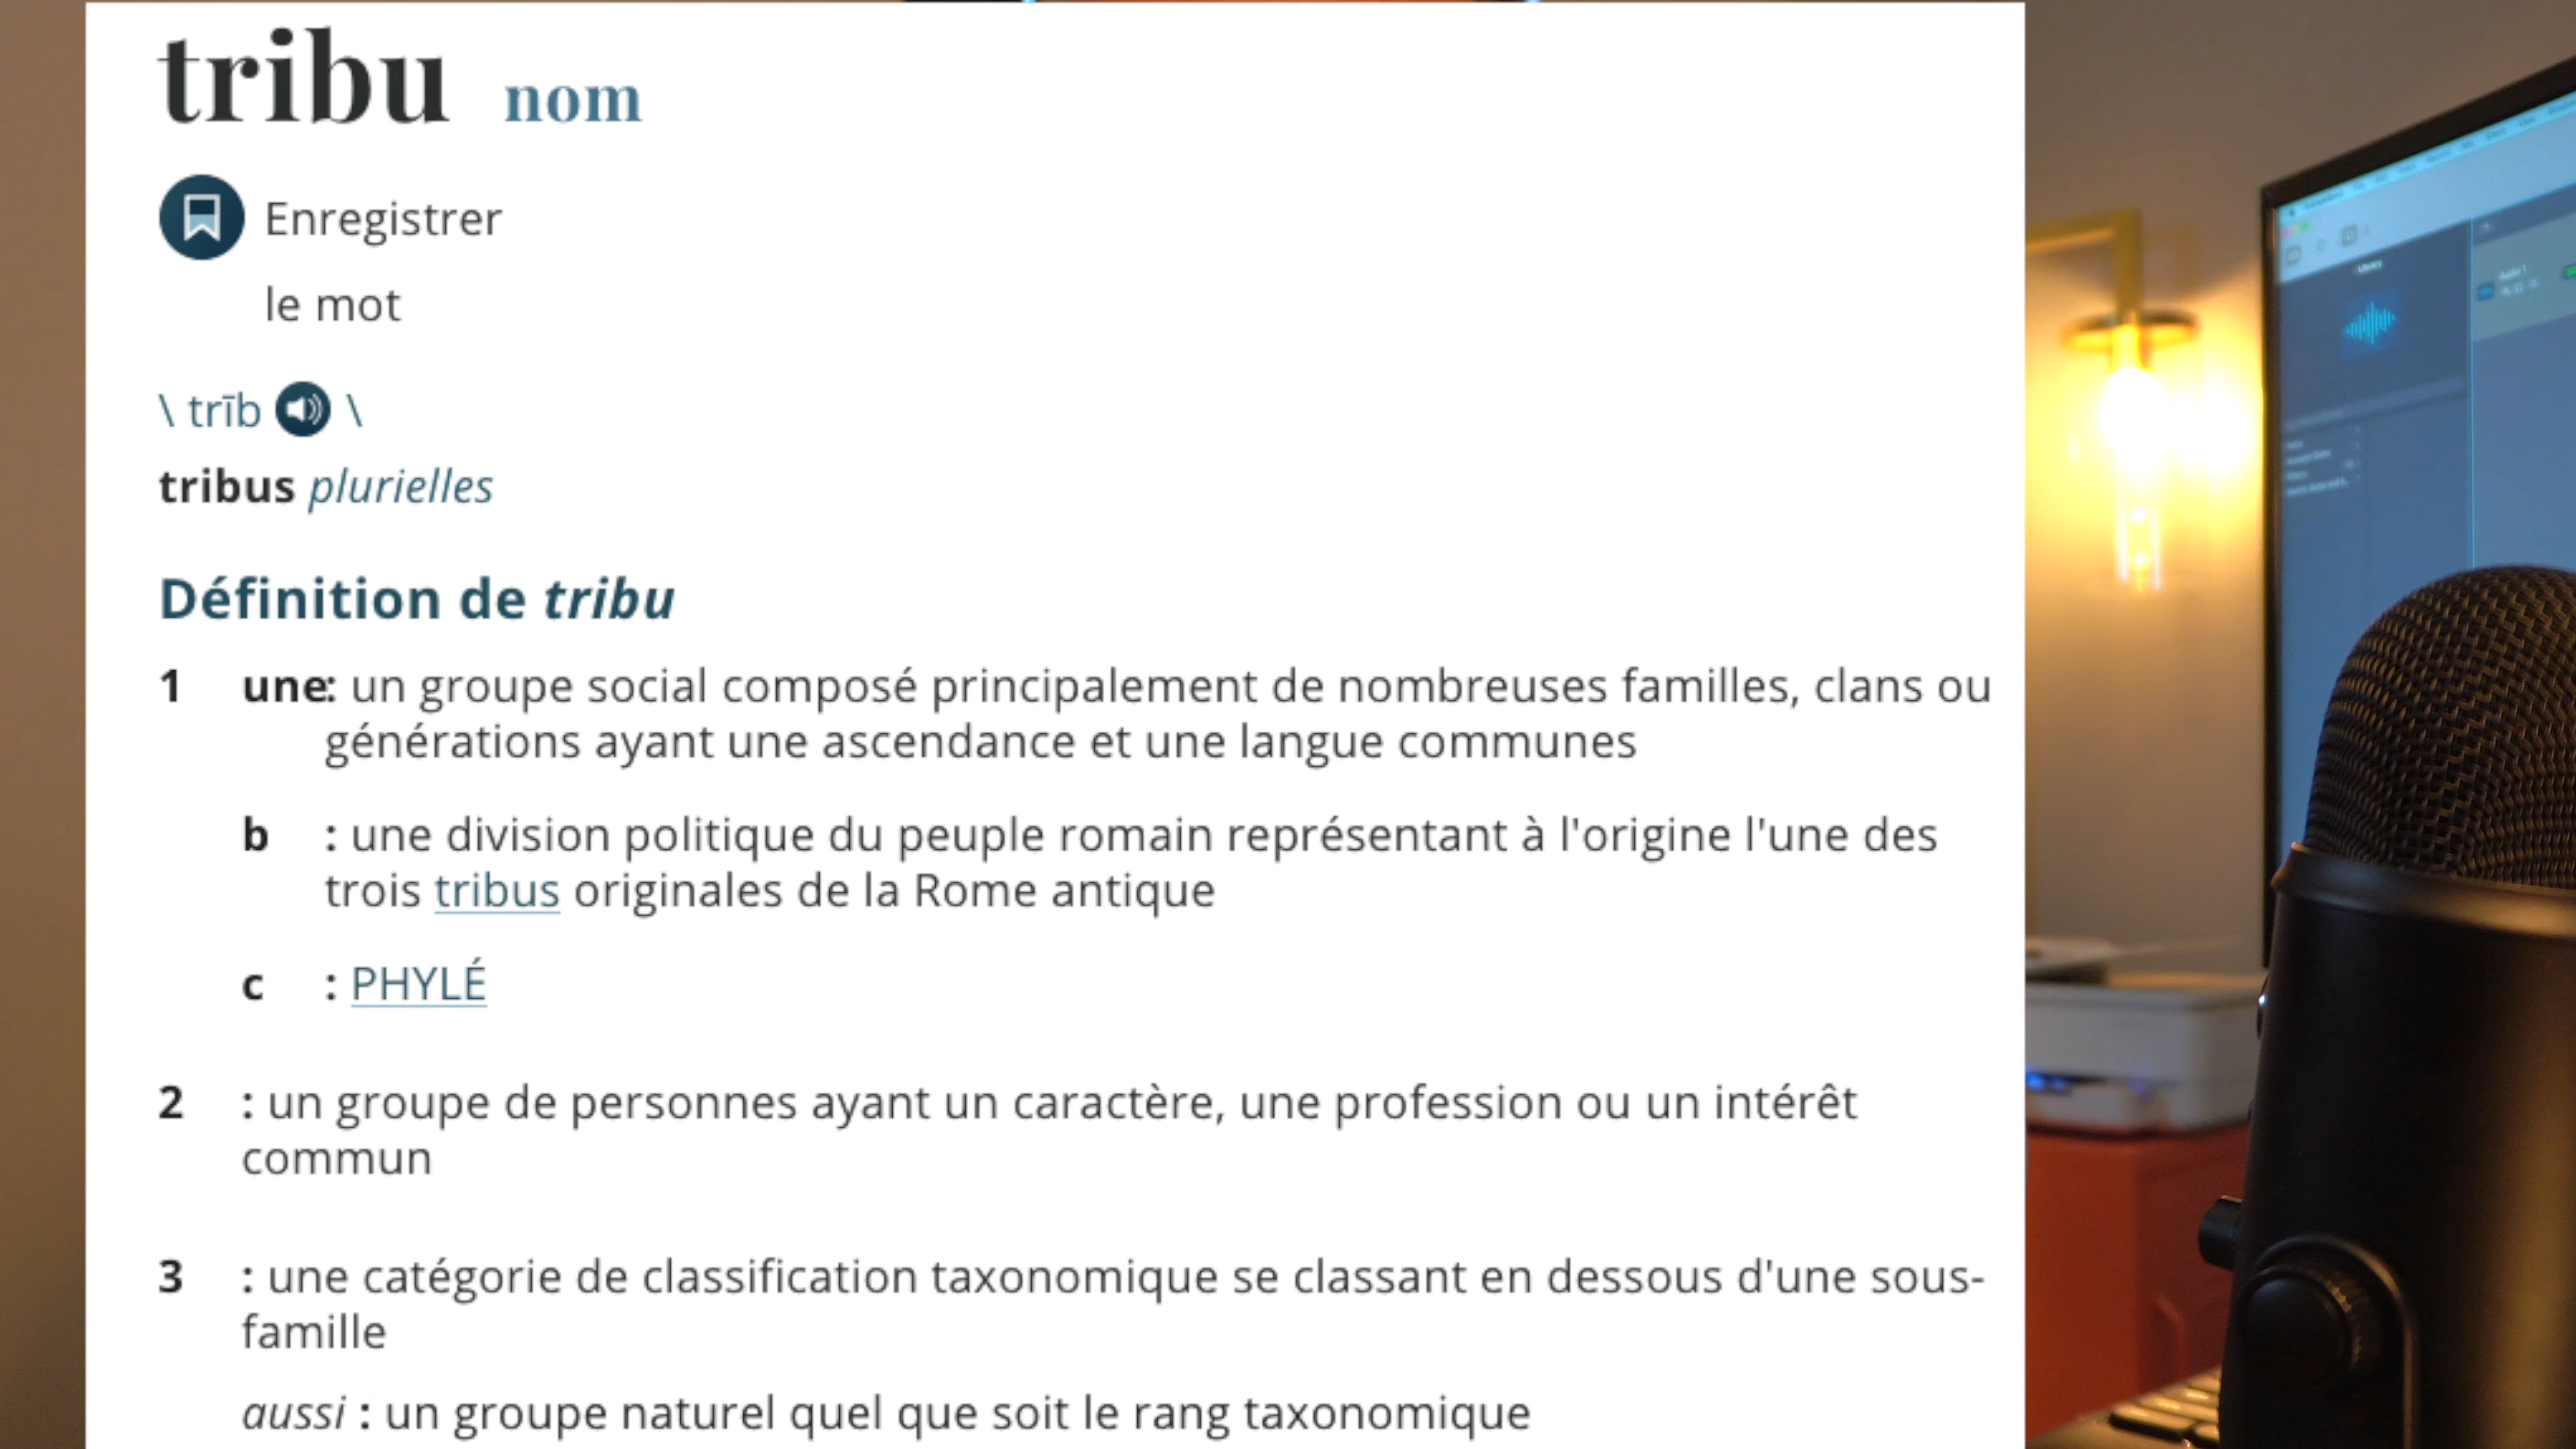 tribu nom
Enregistrer
le mot
\ trīb \
tribus plurielles
Définition de tribu
1 une: un groupe social composé principalement de nombreuses familles, clans ou
générations ayant une ascendance et une langue communes
b : une division politique du peuple romain représentant à l'origine l'une des
trois tribus originales de la Rome antique
c : PHYLÉ
2 : un groupe de personnes ayant un caractère, une profession ou un intérêt
commun
3 : une catégorie de classification taxonomique se classant en dessous d'une sous-
famille
aussi : un groupe naturel quel que soit le rang taxonomique